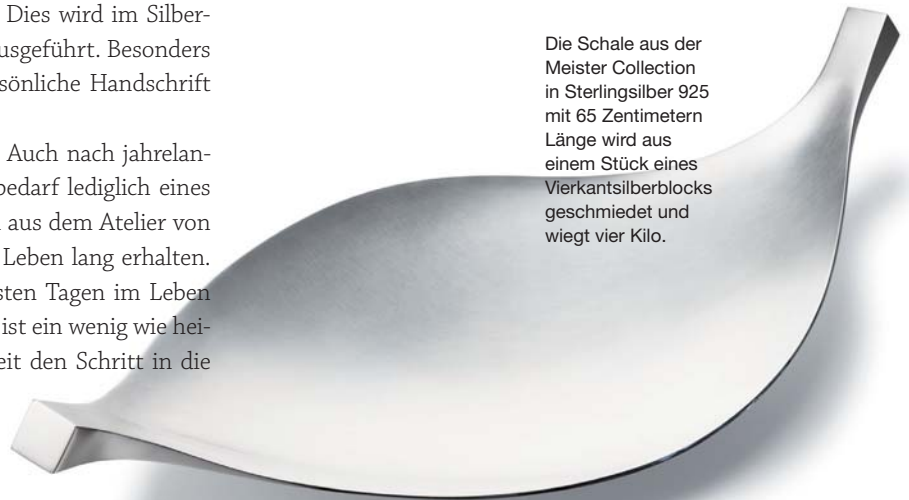 Dies wird im Silber-
usgeführt. Besonders
sönliche Handschrift
Auch nach jahrelan-
bedarf lediglich eines
aus dem Atelier von
Leben lang erhalten.
sten Tagen im Leben
ist ein wenig wie hei-
eit den Schritt in die
Die Schale aus der
Meister Collection
in Sterlingsilber 925
mit 65 Zentimetern
Länge wird aus
einem Stück eines
Vierkantsilberblocks
geschmiedet und
wiegt vier Kilo.